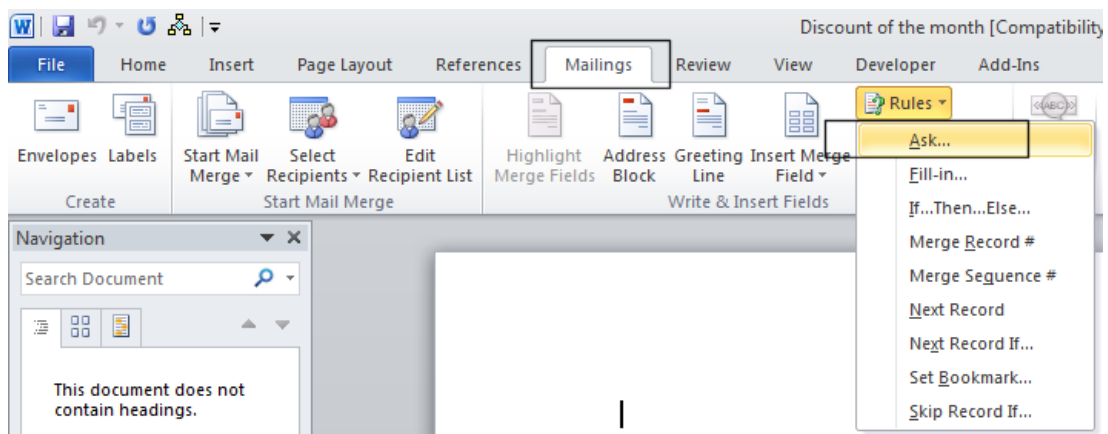 W
Discount of the month [Compatibility
File Home Insert Page Layout References Mailings Review View Developer Add-Ins
Envelopes Labels Start Mail Merge Select Recipients Edit Recipient List Highlight Merge Fields Address Block Greeting Line Insert Merge Field Rules «ABC»
Create Start Mail Merge Write & Insert Fields
Ask...
Fill-in...
If...Then...Else...
Merge Record #
Merge Sequence #
Next Record
Next Record If...
Set Bookmark...
Skip Record If...
Navigation
Search Document
This document does not
contain headings.